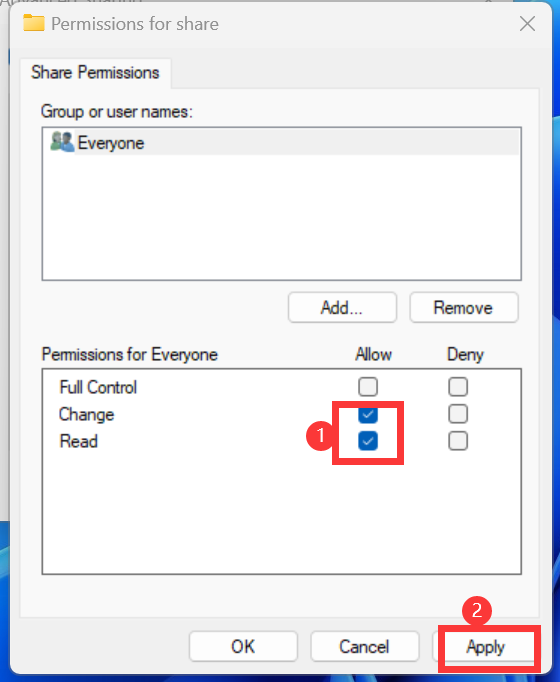 Permissions for share
Share Permissions
Group or user names:
Everyone
Add...
Remove
Permissions for Everyone
Allow
Deny
Full Control
Change
1
Read
2
OK
Cancel
Apply